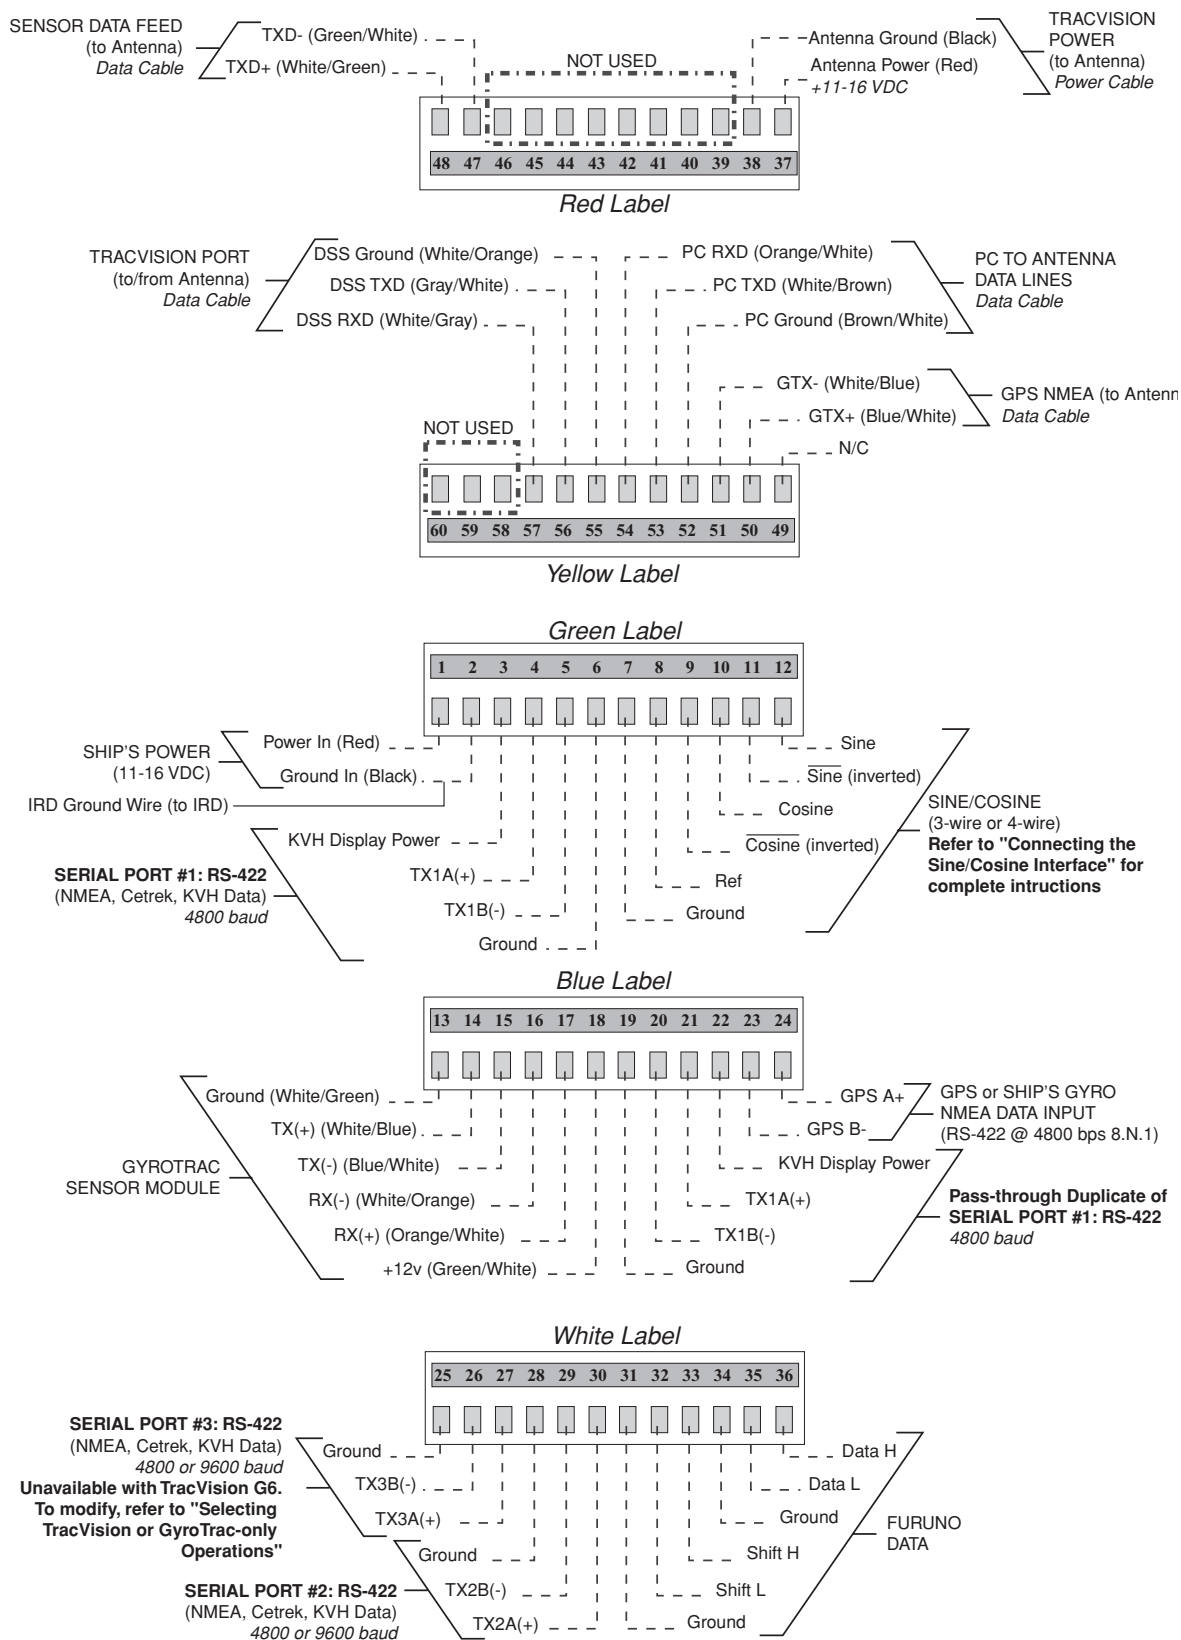 SENSOR DATA FEED
(to Antenna)
Data Cable
TXD- (Green/White)
TXD+ (White/Green)
NOT USED
Antenna Ground (Black)
Antenna Power (Red)
+11-16 VDC
TRACVISION
POWER
(to Antenna)
Power Cable
48 47 46 45 44 43 42 41 40 39 38 37
Red Label
TRACVISION PORT
(to/from Antenna)
Data Cable
DSS Ground (White/Orange)
DSS TXD (Gray/White)
DSS RXD (White/Gray)
PC RXD (Orange/White)
PC TXD (White/Brown)
PC Ground (Brown/White)
PC TO ANTENNA
DATA LINES
Data Cable
GTX- (White/Blue)
GTX+ (Blue/White)
N/C
GPS NMEA (to Antenn
Data Cable
NOT USED
60 59 58 57 56 55 54 53 52 51 50 49
Yellow Label
Green Label
1 2 3 4 5 6 7 8 9 10 11 12
SHIP'S POWER
(11-16 VDC)
Power In (Red)
Ground In (Black)
IRD Ground Wire (to IRD)
KVH Display Power
SERIAL PORT #1: RS-422
(NMEA, Cetrek, KVH Data)
4800 baud
TX1A(+)
TX1B(-)
Ground
Sine
Sine (inverted)
Cosine
Cosine (inverted)
Ref
Ground
SINE/COSINE
(3-wire or 4-wire)
Refer to "Connecting the
Sine/Cosine Interface" for
complete intructions
Blue Label
13 14 15 16 17 18 19 20 21 22 23 24
GYROTRAC
SENSOR MODULE
Ground (White/Green)
TX(+) (White/Blue)
TX(-) (Blue/White)
RX(-) (White/Orange)
RX(+) (Orange/White)
+12v (Green/White)
GPS A+
GPS B-
GPS or SHIP'S GYRO
NMEA DATA INPUT
(RS-422 @ 4800 bps 8.N.1)
KVH Display Power
TX1A(+)
TX1B(-)
Ground
Pass-through Duplicate of
SERIAL PORT #1: RS-422
4800 baud
White Label
25 26 27 28 29 30 31 32 33 34 35 36
SERIAL PORT #3: RS-422
(NMEA, Cetrek, KVH Data)
4800 or 9600 baud
Unavailable with TracVision G6.
To modify, refer to "Selecting
TracVision or GyroTrac-only
Operations"
Ground
TX3B(-)
TX3A(+)
SERIAL PORT #2: RS-422
(NMEA, Cetrek, KVH Data)
4800 or 9600 baud
Ground
TX2B(-)
TX2A(+)
Data H
Data L
Ground
Shift H
Shift L
Ground
FURUNO
DATA